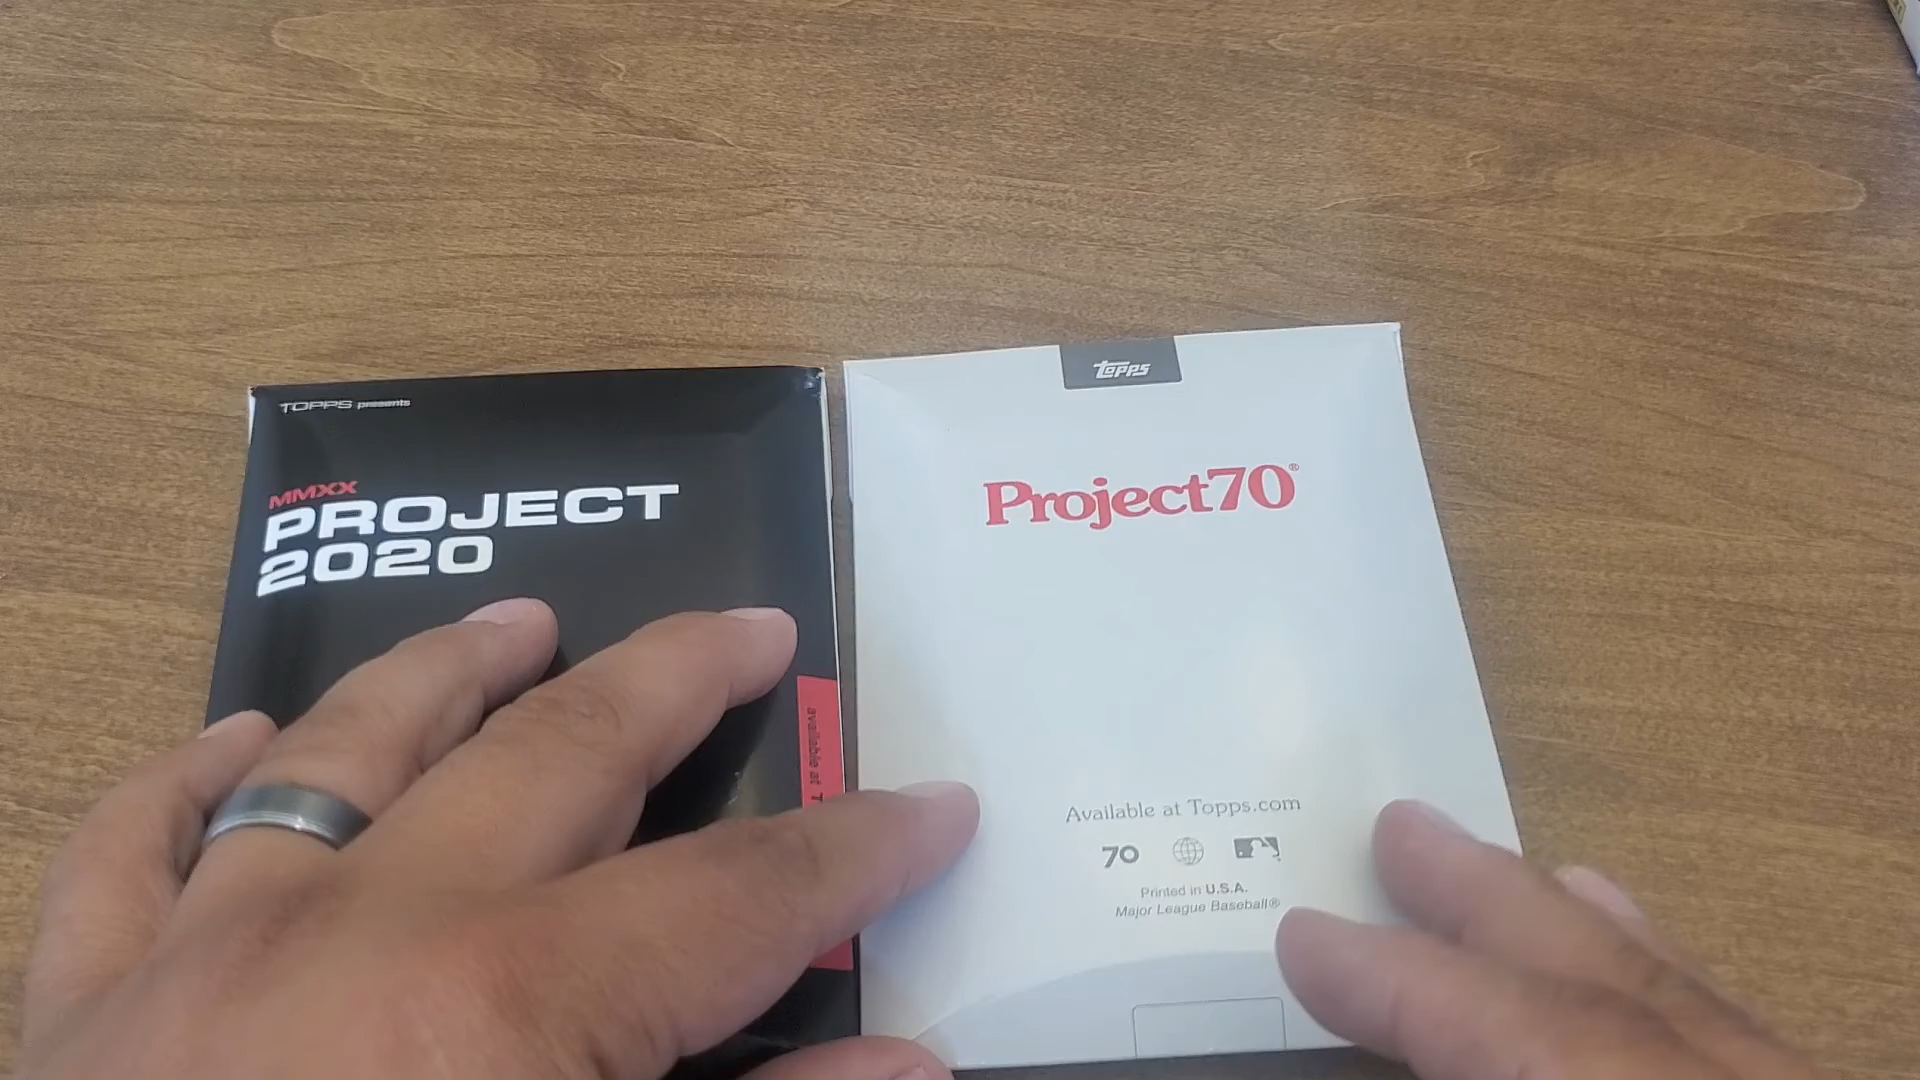 TOPPS presents
MMXX
PROJECT
2020
available at
topps
Project70®
Available at Topps.com
70
Printed in U.S.A.
Major League Baseball®